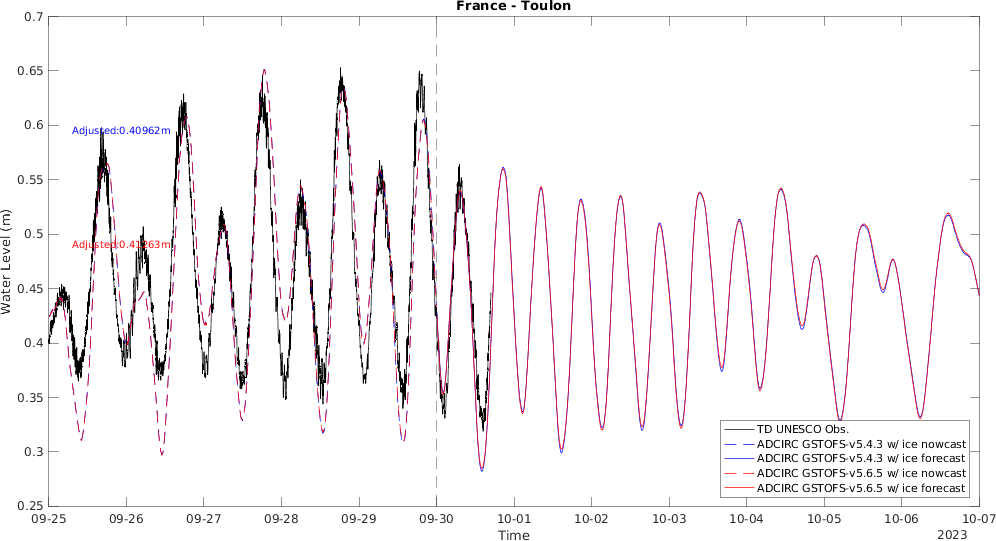 France - Toulon
0.7
0.65
0.6
0.55
0.5
0.45
0.4
0.35
0.3
0.25
Water Level (m)
Adjusted:0.40962m
Adjusted:0.41263m
TD UNESCO Obs.
ADCIRC GSTOFS-v5.4.3 w/ ice nowcast
ADCIRC GSTOFS-v5.4.3 w/ ice forecast
ADCIRC GSTOFS-v5.6.5 w/ ice nowcast
ADCIRC GSTOFS-v5.6.5 w/ ice forecast
09-25 09-26 09-27 09-28 09-29 09-30 10-01 10-02 10-03 10-04 10-05 10-06 10-07
Time
2023